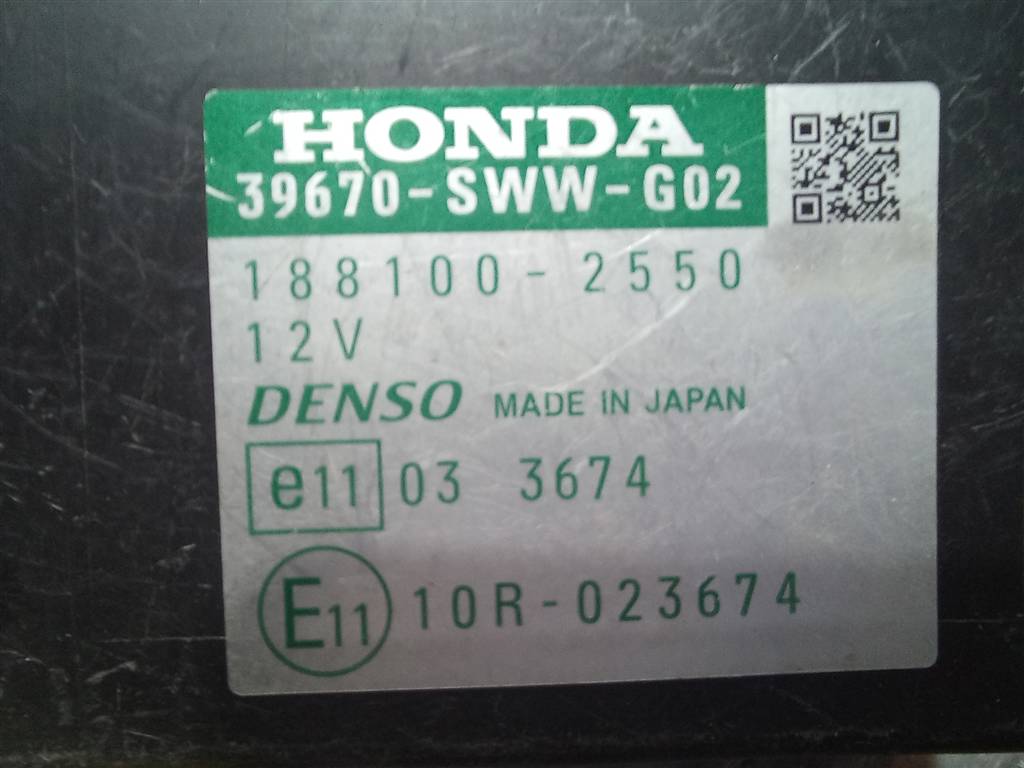 HONDA
39670-SWW-G02
188100-2550
12V
DENSO MADE IN JAPAN
e11 03 3674
E11 10R-023674